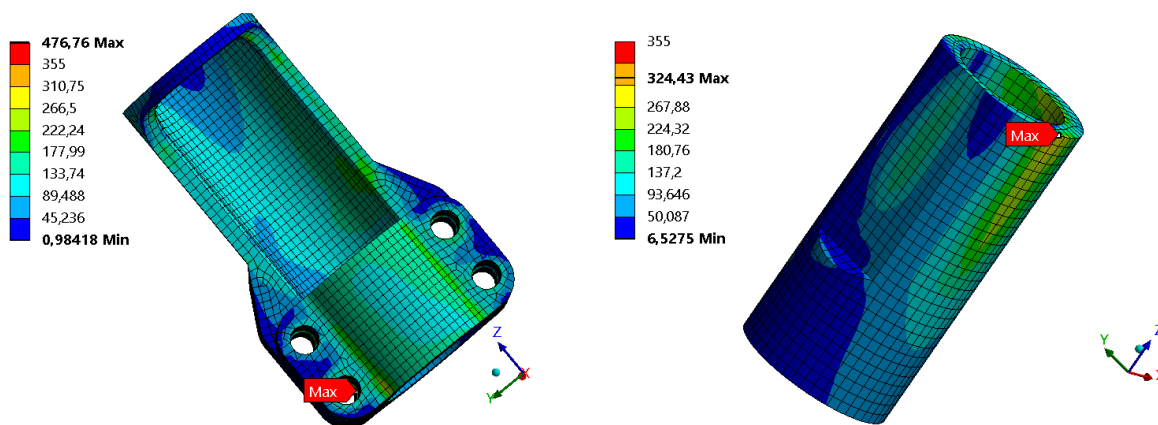 476,76 Max
355
310,75
266,5
222,24
177,99
133,74
89,488
45,236
0,98418 Min
Max
Z
X
Y
355
324,43 Max
267,88
224,32
180,76
137,2
93,646
50,087
6,5275 Min
Max
Y
Z
X